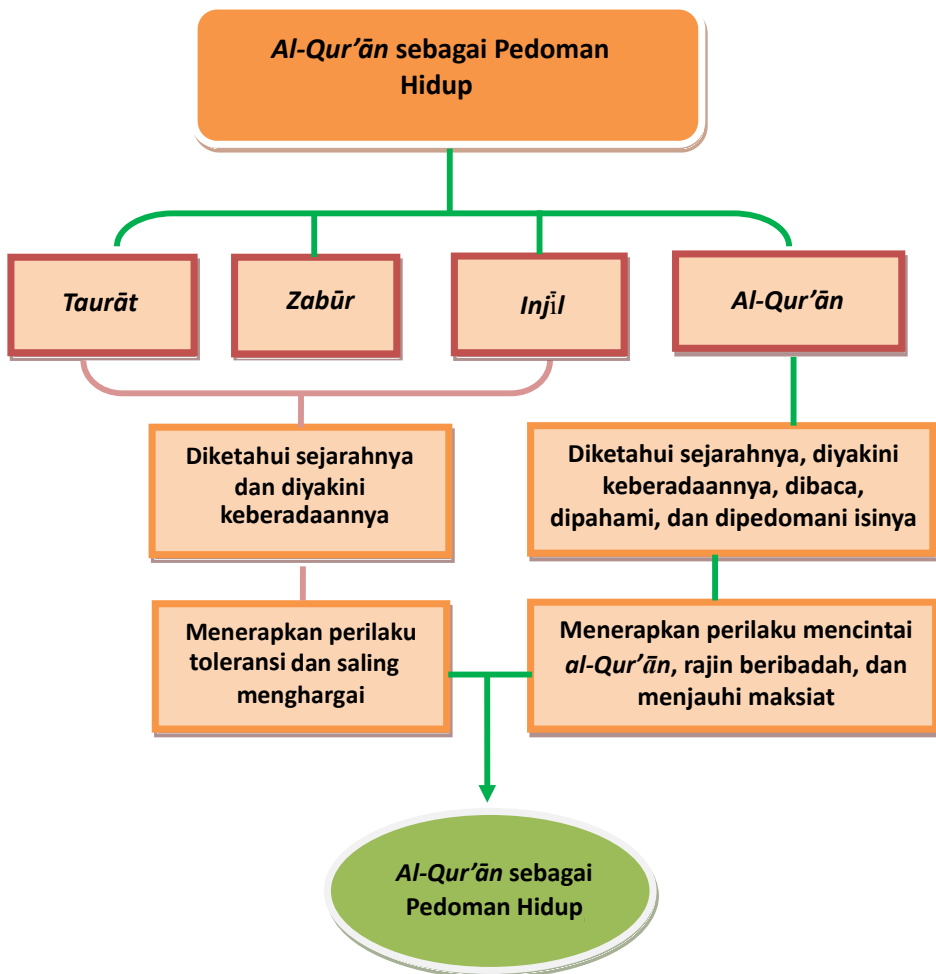 Al-Qur’ān sebagai Pedoman
Hidup
Taurāt
Zabūr
Injīl
Al-Qur’ān
Diketahui sejarahnya
dan diyakini
keberadaannya
Diketahui sejarahnya, diyakini
keberadaannya, dibaca,
dipahami, dan dipedomani isinya
Menerapkan perilaku
toleransi dan saling
menghargai
Menerapkan perilaku mencintai
al-Qur’ān, rajin beribadah, dan
menjauhi maksiat
Al-Qur’ān sebagai
Pedoman Hidup